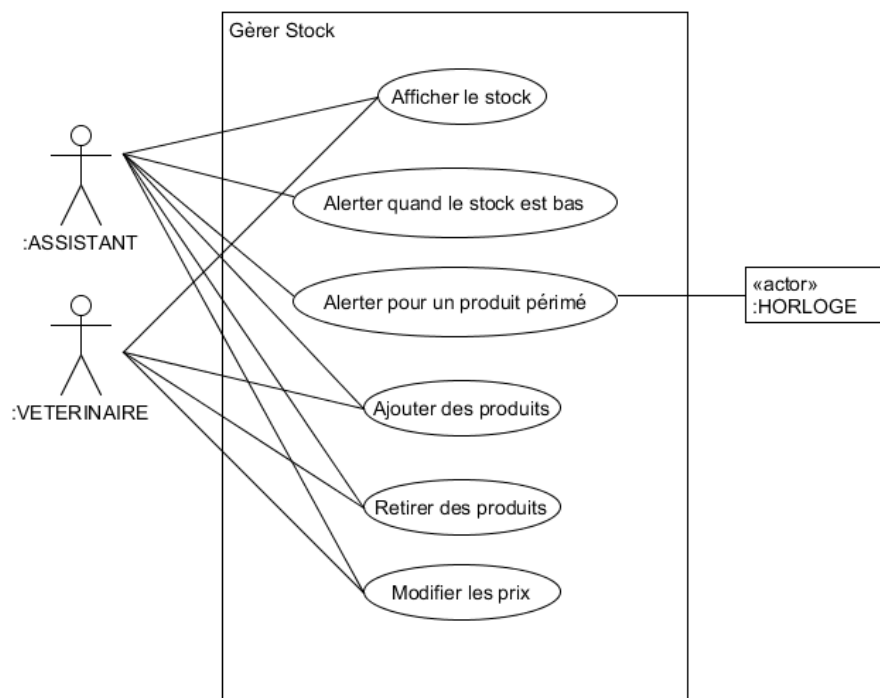 Gèrer Stock
Afficher le stock
Alerter quand le stock est bas
:ASSISTANT
Alerter pour un produit périmé
«actor»
:HORLOGE
:VETERINAIRE
Ajouter des produits
Retirer des produits
Modifier les prix